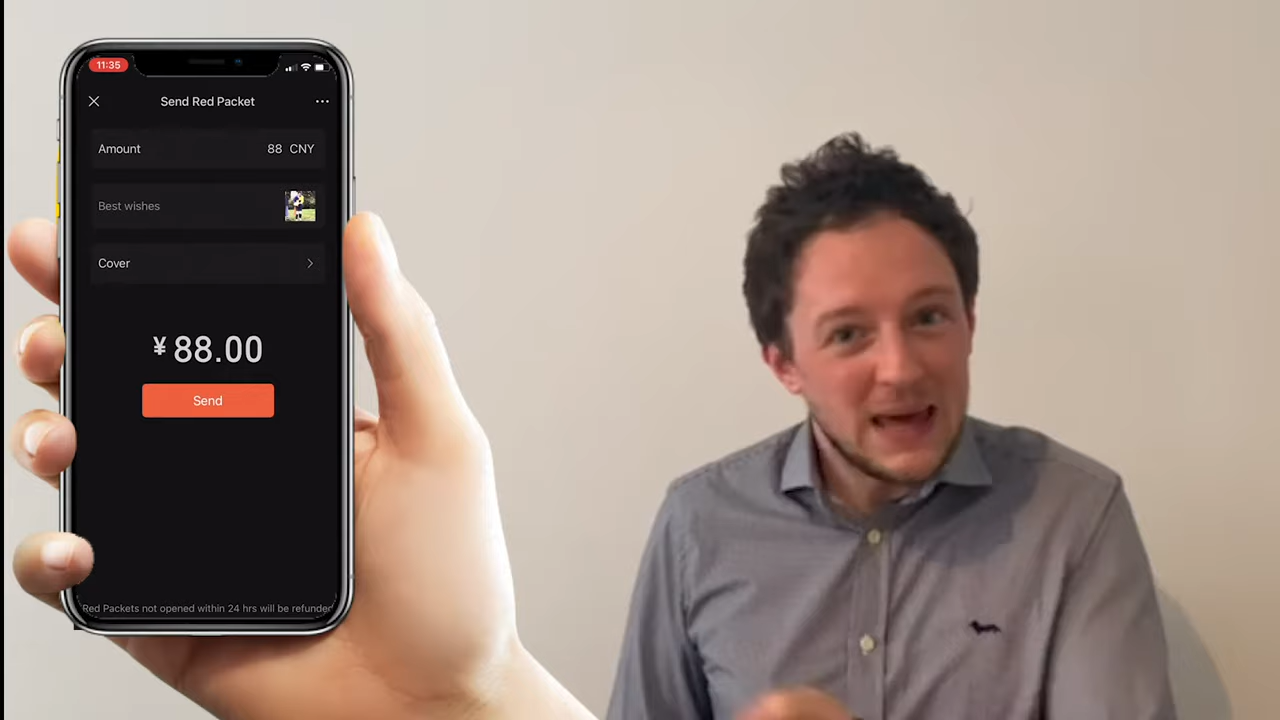 11:35
Send Red Packet
Amount 88 CNY
Best wishes
Cover
¥88.00
Send
Red Packets not opened within 24 hrs will be refunded